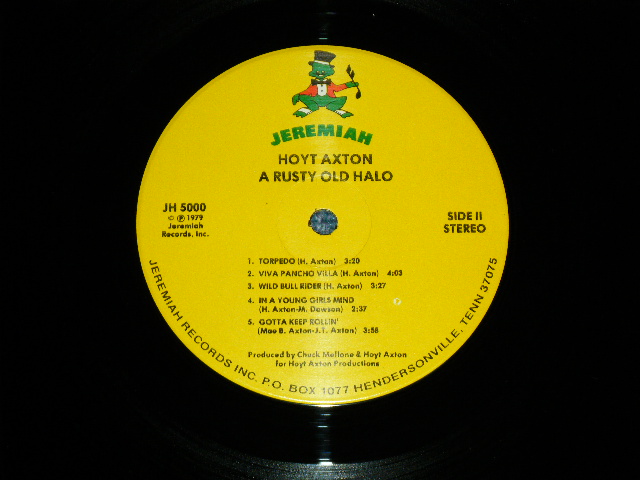 JEREMIAH
HOYT AXTON
A RUSTY OLD HALO
JH 5000
© ℗ 1979
Jeremiah
Records, Inc.
SIDE II
STEREO
1. TORPEDO (H. Axton) 3:20
2. VIVA PANCHO VILLA (H. Axton) 4:03
3. WILD BULL RIDER (H. Axton) 3:27
4. IN A YOUNG GIRLS MIND
(H. Axton-M. Dawson) 2:37
5. GOTTA KEEP ROLLIN'
(Mae B. Axton-J.T. Axton) 3:58
Produced by Chuck Mellone & Hoyt Axton
for Hoyt Axton Productions
JEREMIAH RECORDS INC. P.O. BOX 1077 HENDERSONVILLE, TENN 37075